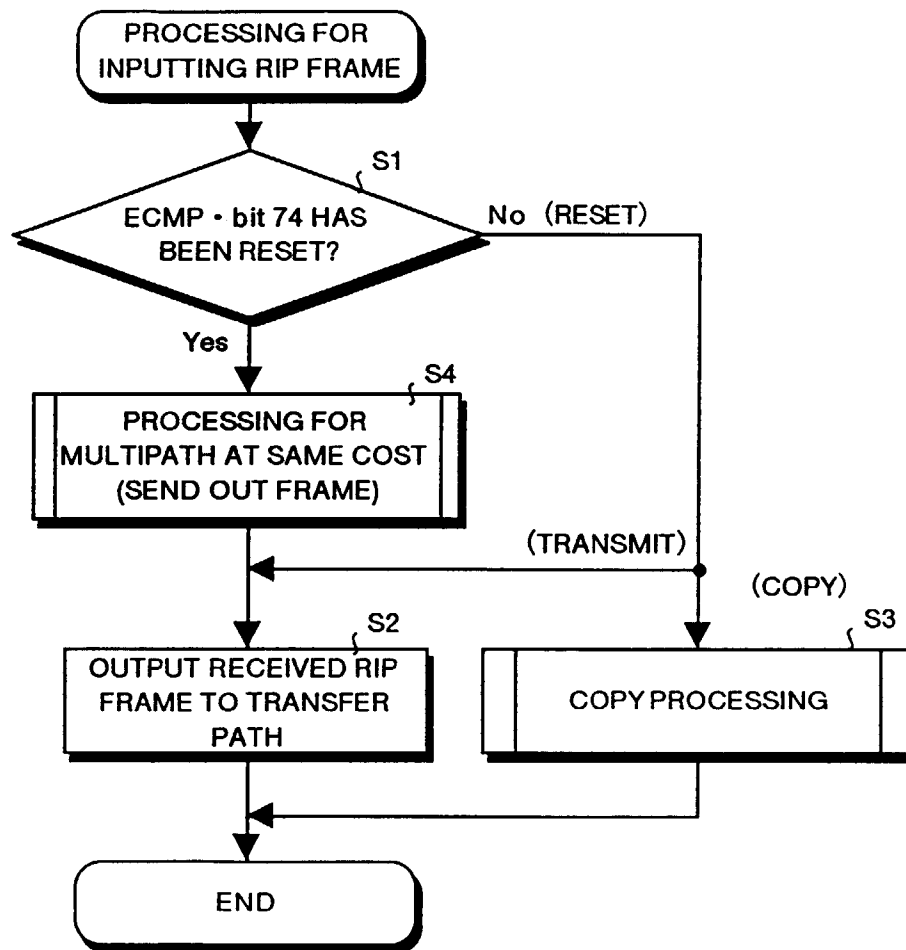 PROCESSING FOR
INPUTTING RIP FRAME
S1
ECMP・bit 74 HAS
BEEN RESET?
No (RESET)
Yes
S4
PROCESSING FOR
MULTIPATH AT SAME COST
(SEND OUT FRAME)
(TRANSMIT)
(COPY)
S2
OUTPUT RECEIVED RIP
FRAME TO TRANSFER
PATH
S3
COPY PROCESSING
END